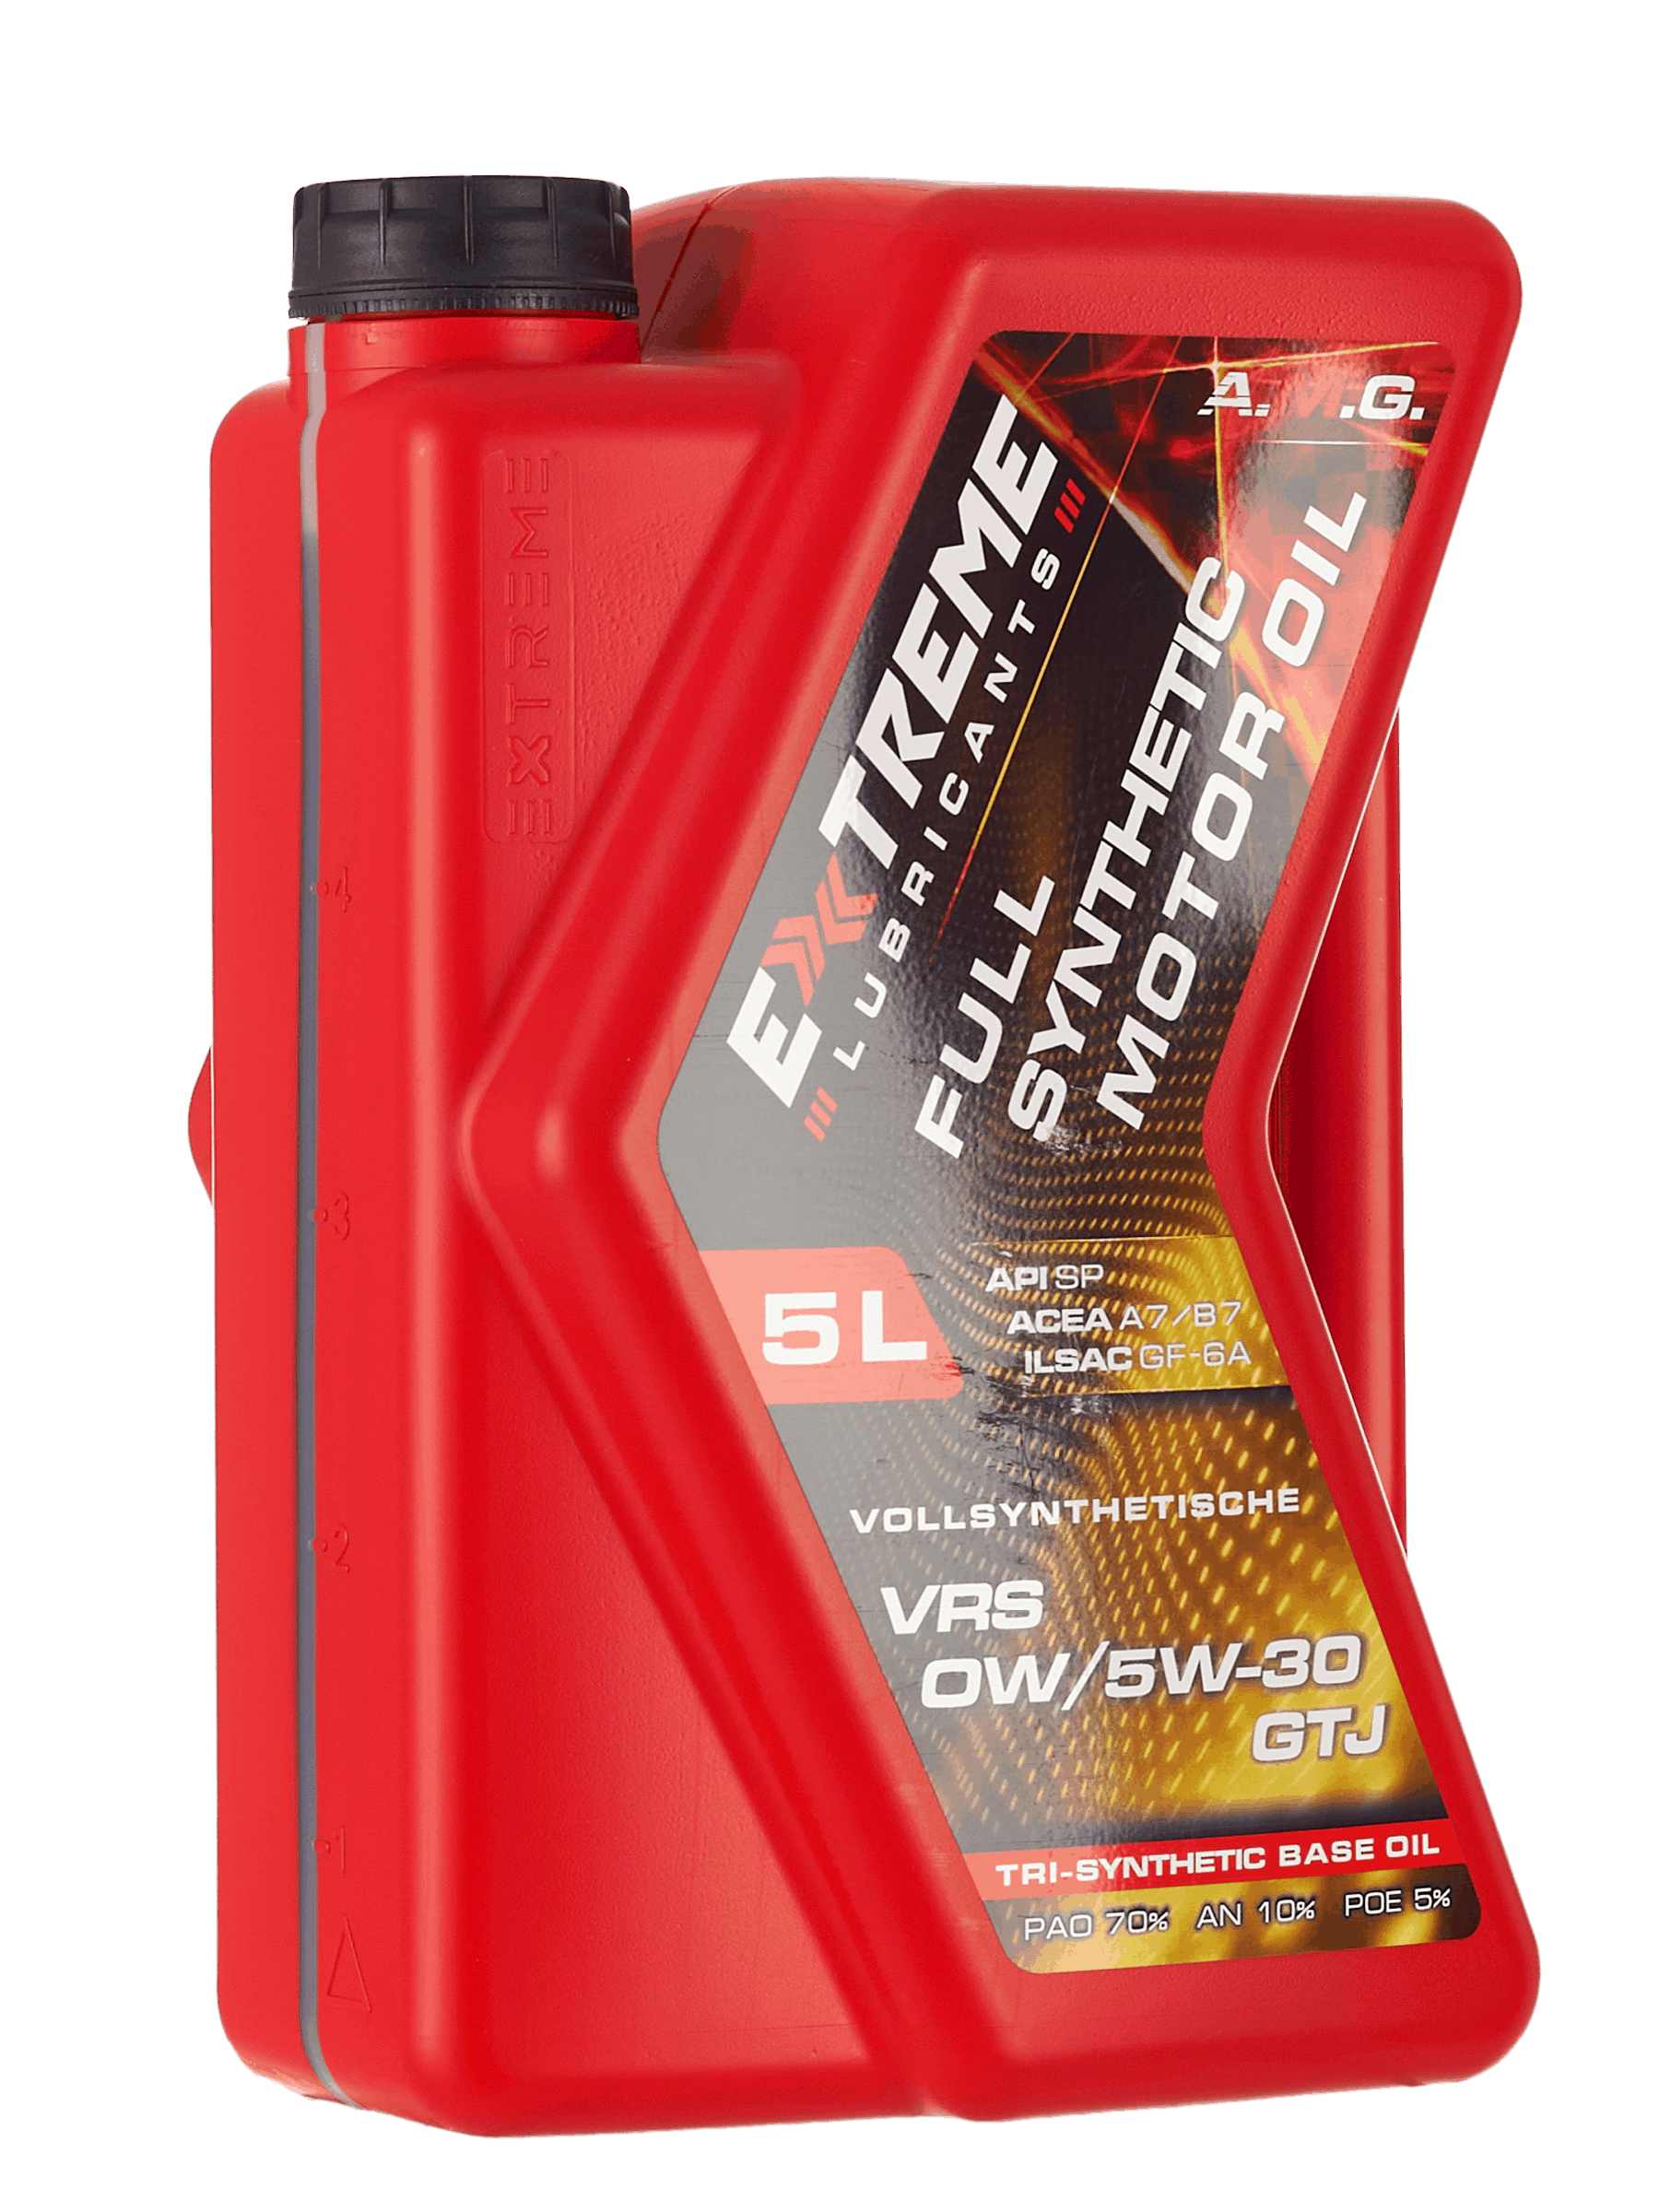 A.M.G.
EXTREME
LUBRICANTS
FULL
SYNTHETIC
MOTOR OIL
5L
API SP
ACEA A7/B7
ILSAC GF-6A
VOLLSYNTHETISCHE
VRS
0W/5W-30
GTJ
TRI-SYNTHETIC BASE OIL
PAO 70% AN 10% POE 5%
EXTREME
4
3
2
1